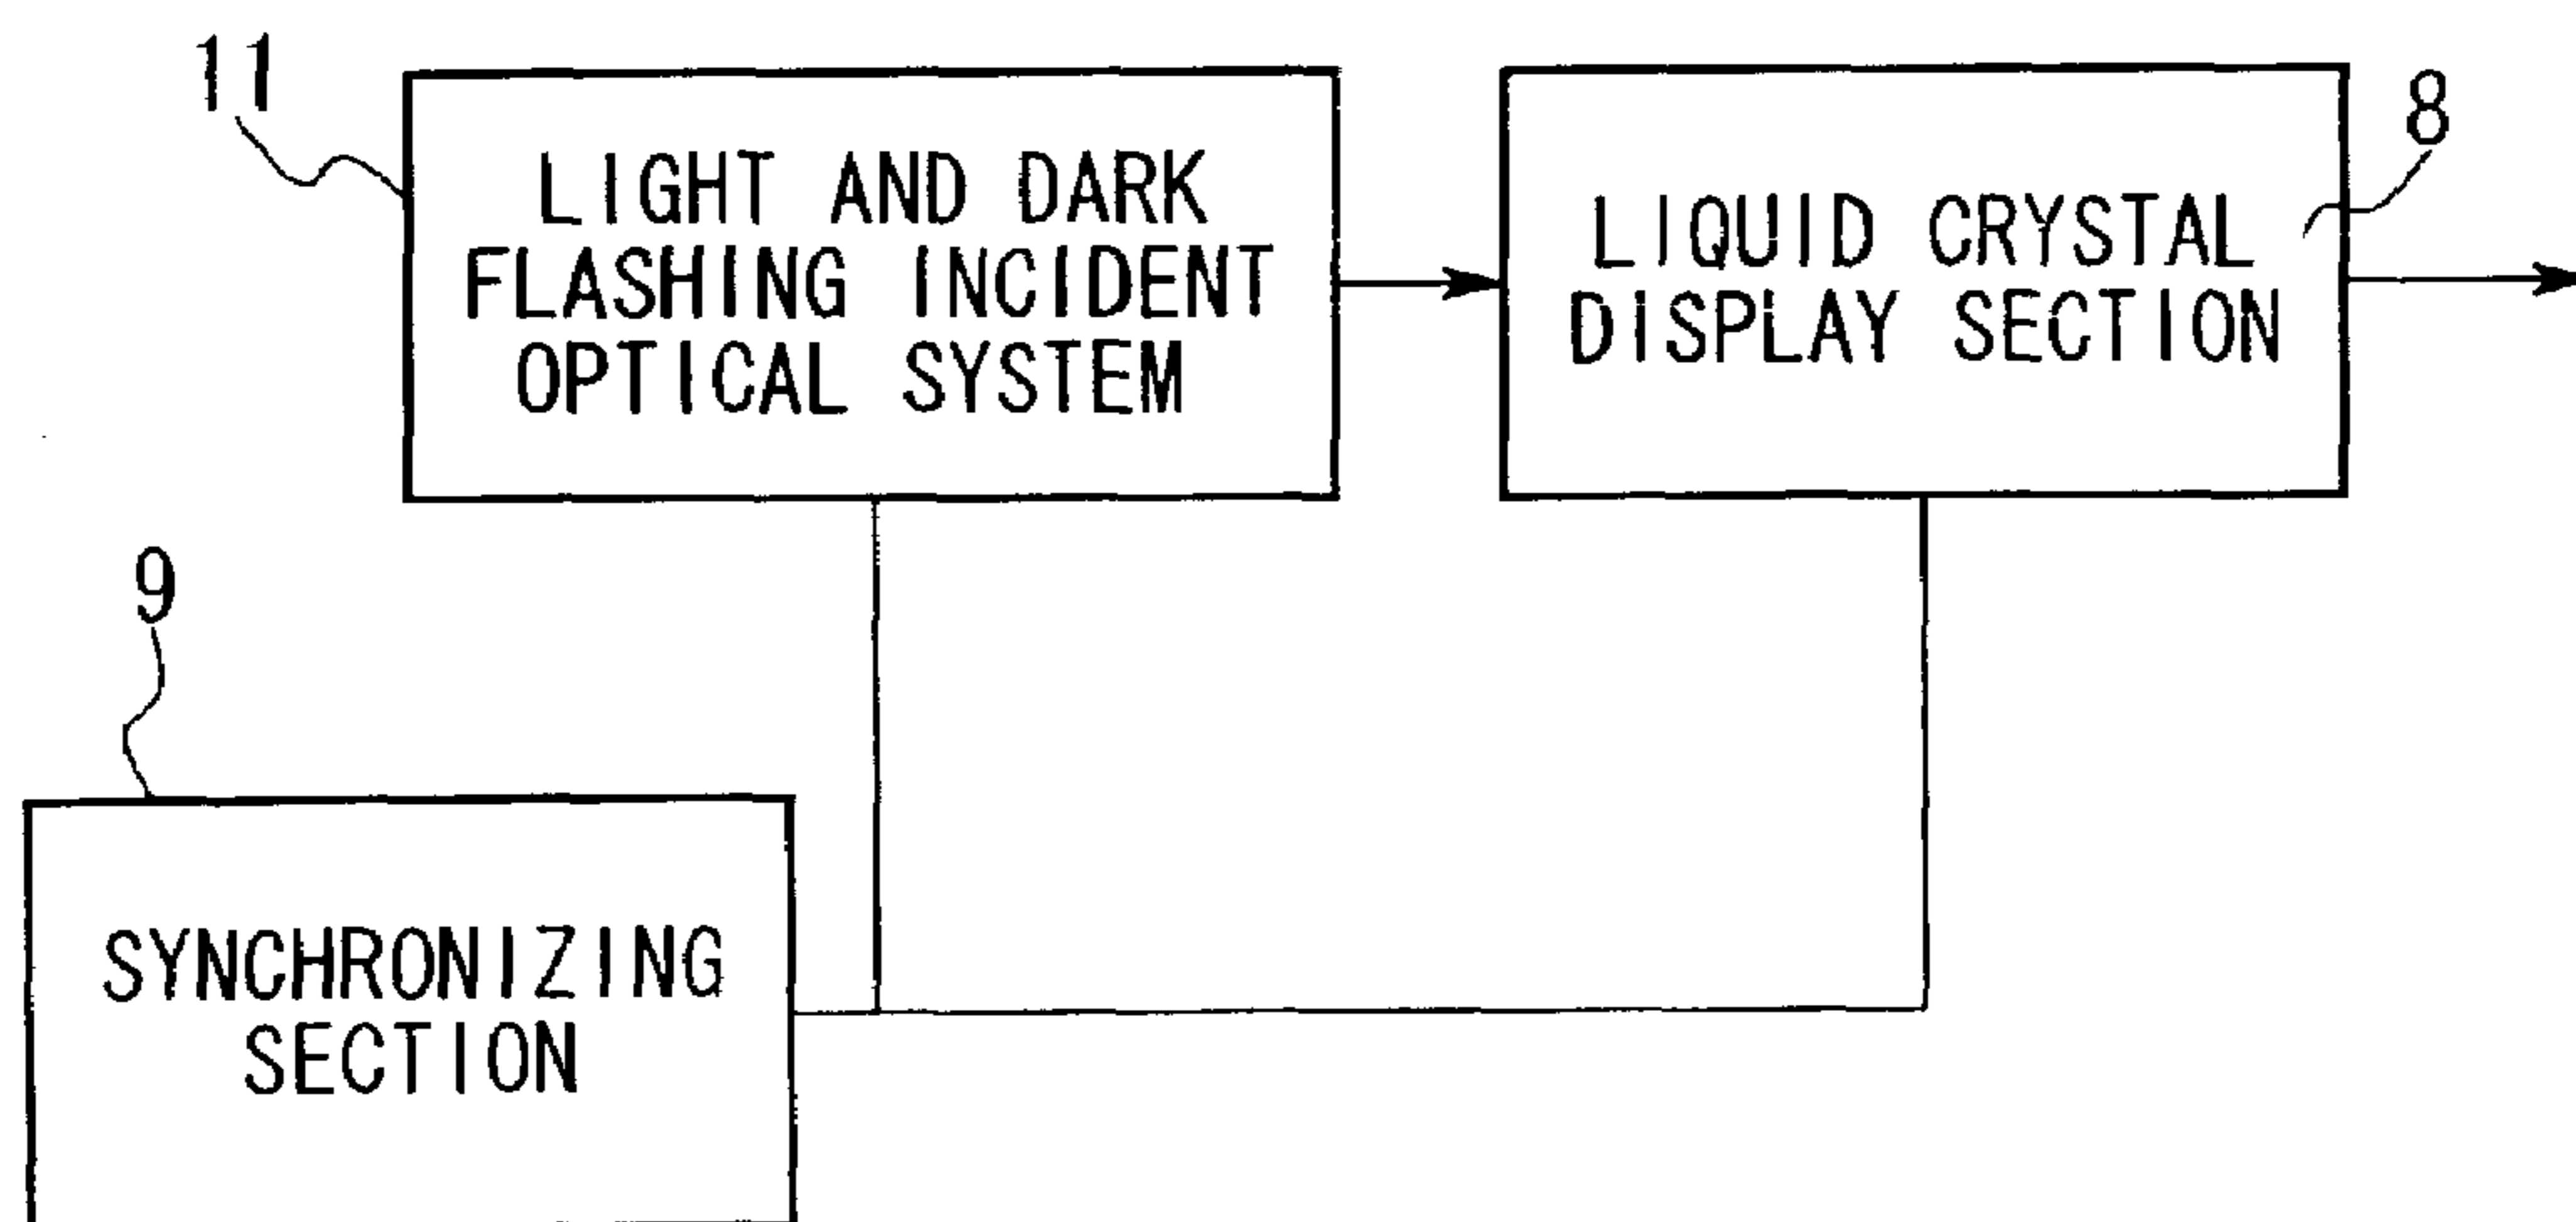 11
LIGHT AND DARK
FLASHING INCIDENT
OPTICAL SYSTEM
8
LIQUID CRYSTAL
DISPLAY SECTION
9
SYNCHRONIZING
SECTION